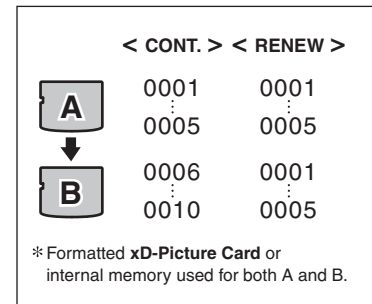 < CONT. > < RENEW >
A
0001 0001
⋮ ⋮
0005 0005
B
0006 0001
⋮ ⋮
0010 0005
✻ Formatted xD-Picture Card or
internal memory used for both A and B.